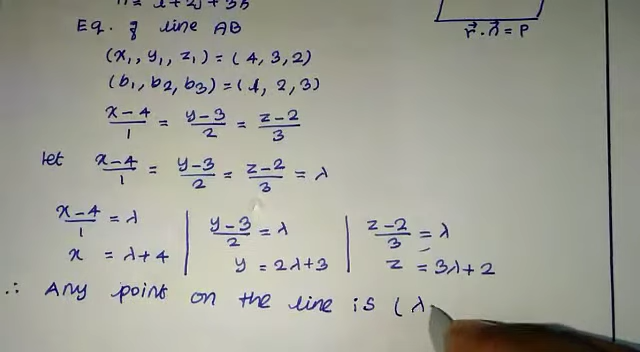 n = i + 2j + 3k
Eq. of line AB
r⃗ . n⃗ = P
(x₁, y₁, z₁) = (4, 3, 2)
(b₁, b₂, b₃) = (1, 2, 3)
x-4/1 = y-3/2 = z-2/3
let x-4/1 = y-3/2 = z-2/3 = λ
x-4/1 = λ | y-3/2 = λ | z-2/3 = λ
x = λ+4 | y = 2λ+3 | z = 3λ+2
∴ Any point on the line is (λ